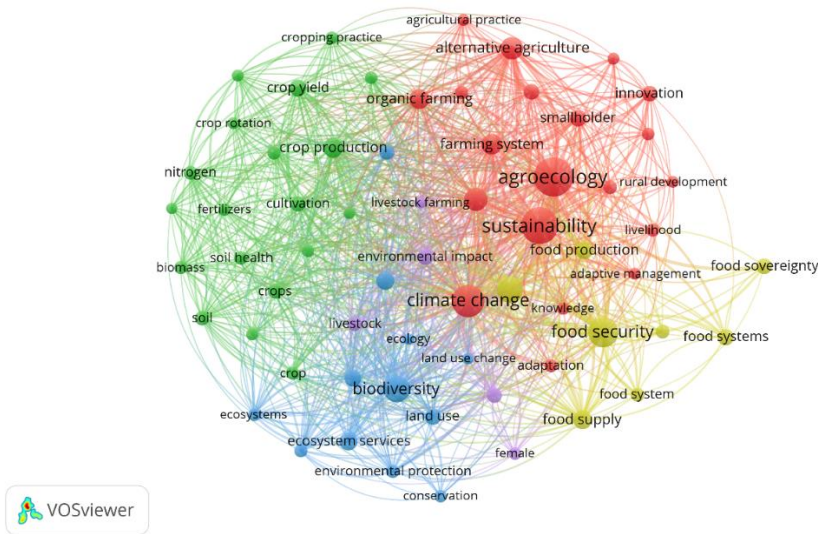 agricultural practice
cropping practice
alternative agriculture
crop yield
organic farming
innovation
crop rotation
smallholder
crop production
farming system
nitrogen
agroecology
rural development
fertilizers
cultivation
livestock farming
sustainability
livelihood
soil health
environmental impact
food production
biomass
adaptive management
food sovereignty
crops
climate change
knowledge
soil
livestock
food security
food systems
ecology
land use change
adaptation
crop
biodiversity
food system
ecosystems
land use
food supply
ecosystem services
female
environmental protection
conservation
VOSviewer